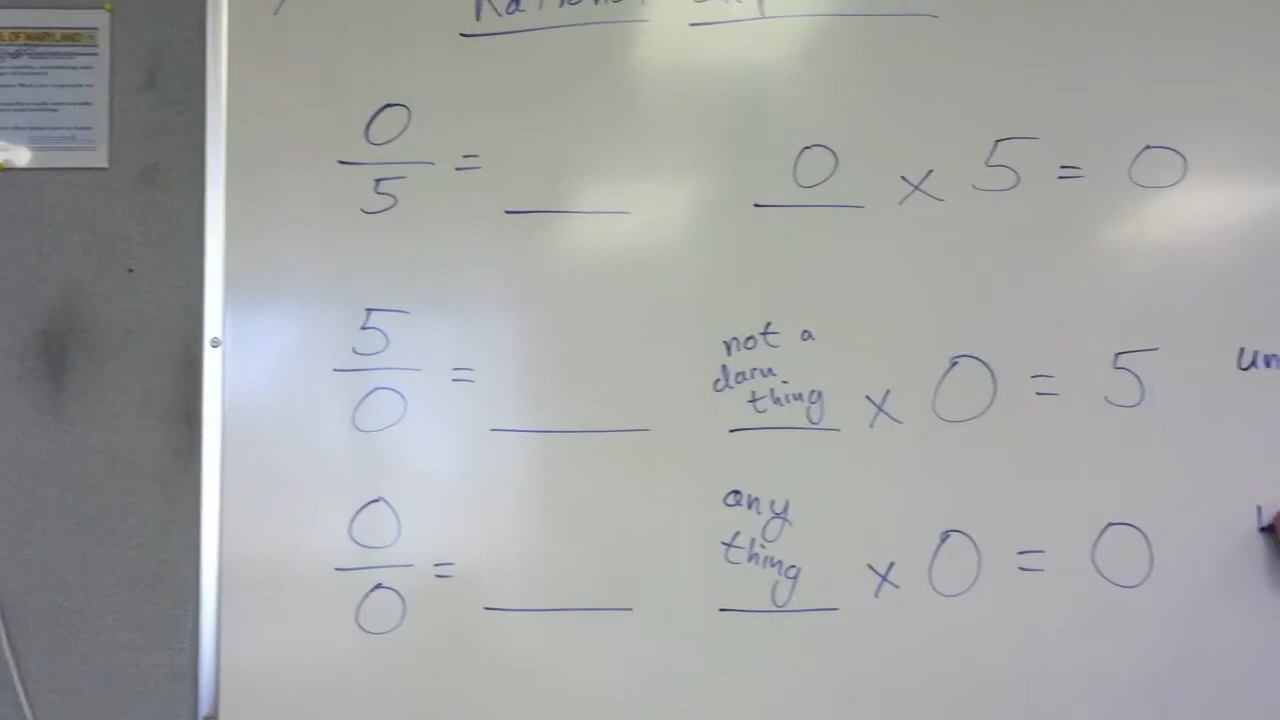 0/5 = ____ 0 x 5 = 0
5/0 = ____ not a darn thing x 0 = 5
0/0 = ____ any thing x 0 = 0